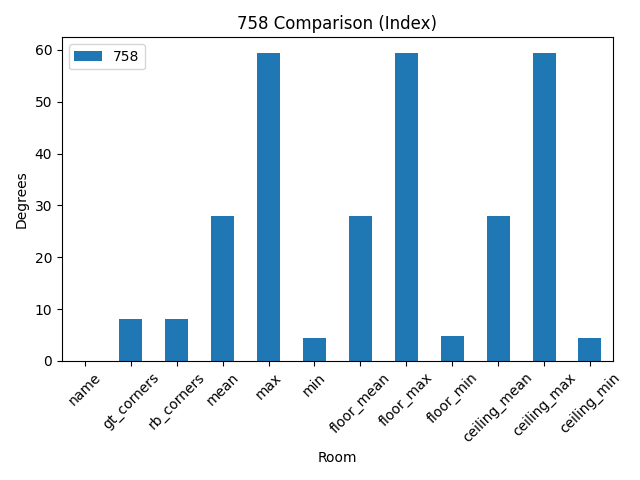 758 Comparison (Index)
758
Degrees
60
50
40
30
20
10
0
name
gt_corners
rb_corners
mean
max
min
floor_mean
floor_max
floor_min
ceiling_mean
ceiling_max
ceiling_min
Room